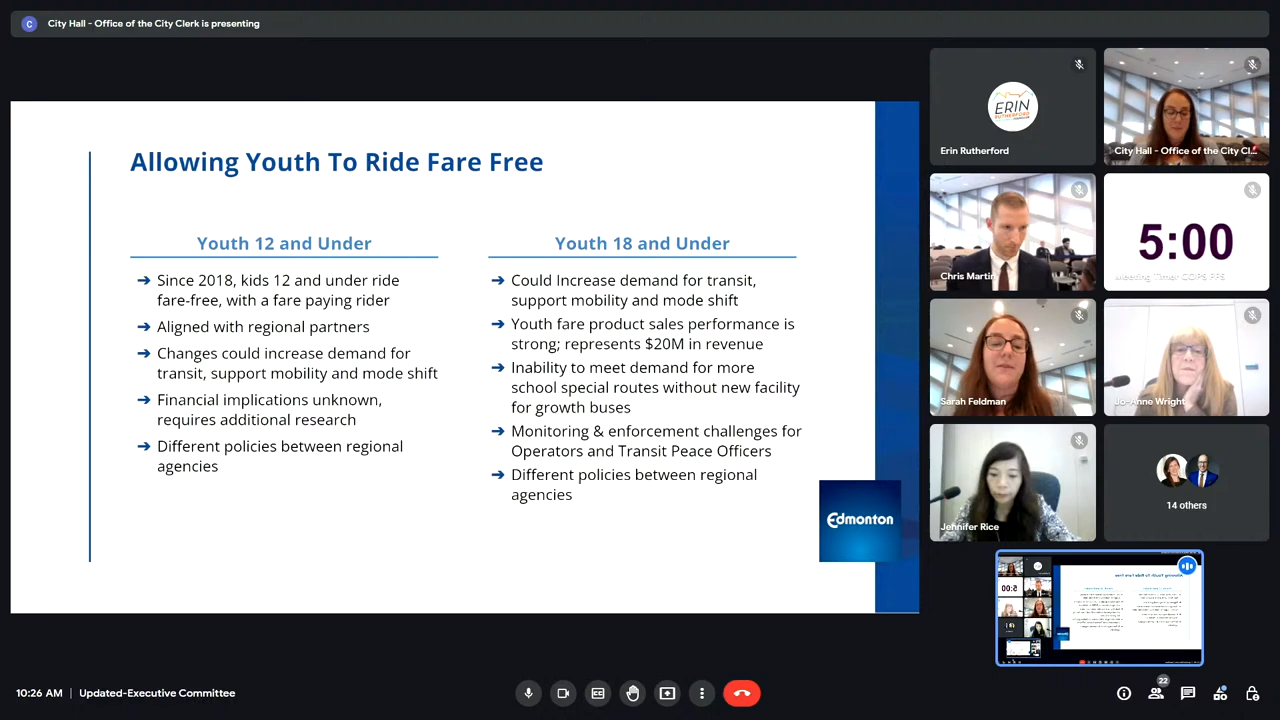 C
City Hall - Office of the City Clerk is presenting
Allowing Youth To Ride Fare Free
Youth 12 and Under
➔ Since 2018, kids 12 and under ride
fare-free, with a fare paying rider
➔ Aligned with regional partners
➔ Changes could increase demand for
transit, support mobility and mode shift
➔ Financial implications unknown,
requires additional research
➔ Different policies between regional
agencies
Youth 18 and Under
➔ Could Increase demand for transit,
support mobility and mode shift
➔ Youth fare product sales performance is
strong; represents $20M in revenue
➔ Inability to meet demand for more
school special routes without new facility
for growth buses
➔ Monitoring & enforcement challenges for
Operators and Transit Peace Officers
➔ Different policies between regional
agencies
Edmonton
ERIN
RUTHERFORD
Erin Rutherford
City Hall - Office of the City Cl...
Chris Martin
5:00
Meeting Timer COPS FPS
Sarah Feldman
Jo-Anne Wright
Jennifer Rice
14 others
10:26 AM | Updated-Executive Committee
22